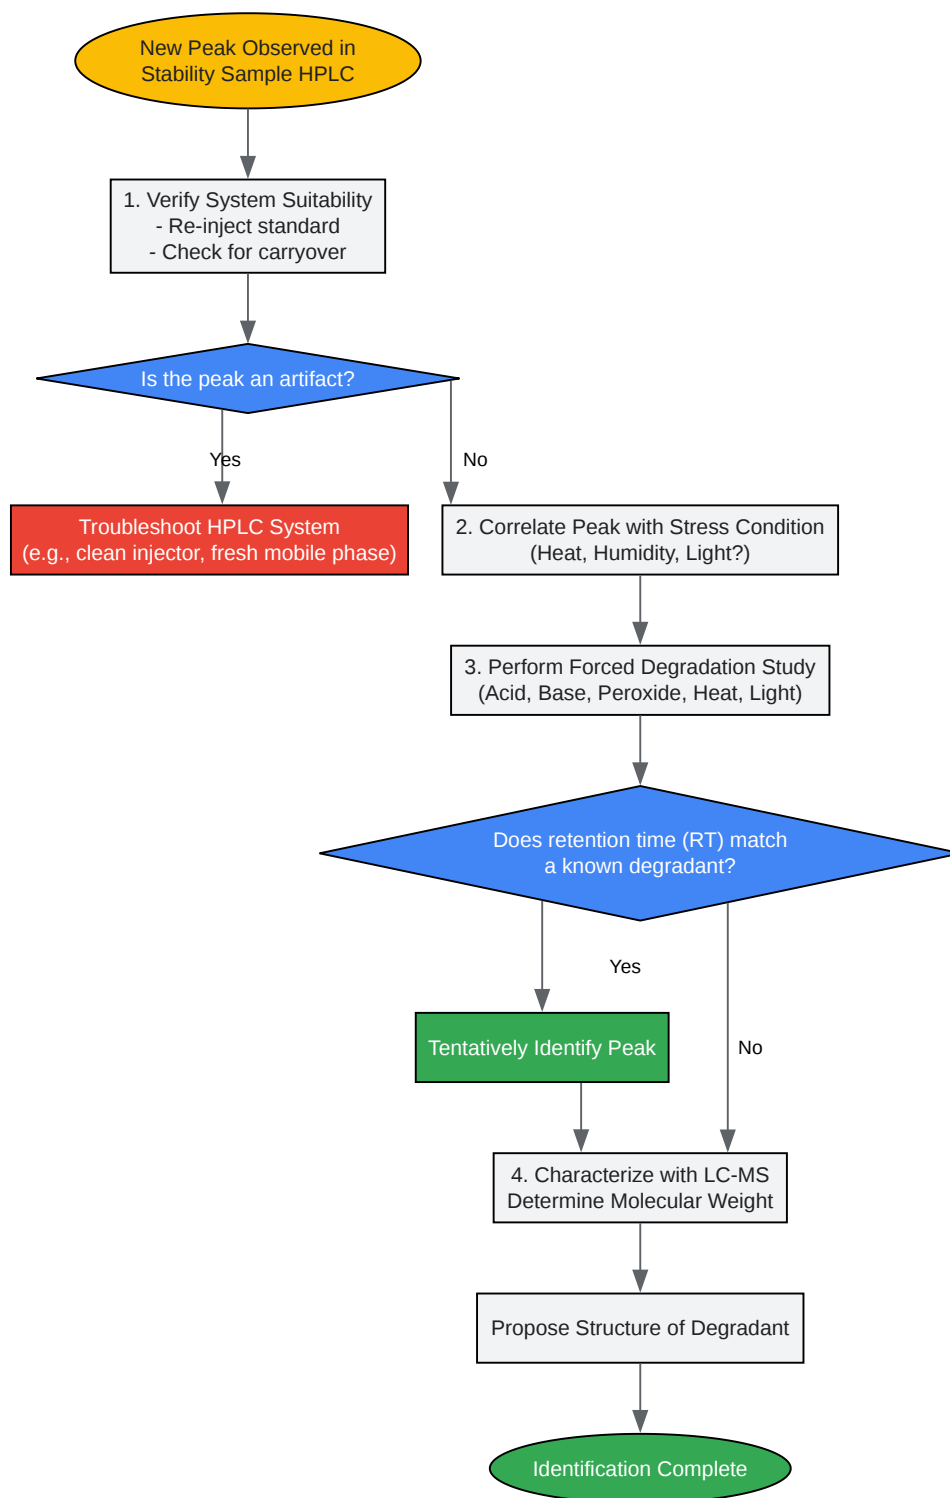 New Peak Observed in
Stability Sample HPLC
1. Verify System Suitability
- Re-inject standard
- Check for carryover
Is the peak an artifact?
Yes
No
Troubleshoot HPLC System
(e.g., clean injector, fresh mobile phase)
2. Correlate Peak with Stress Condition
(Heat, Humidity, Light?)
3. Perform Forced Degradation Study
(Acid, Base, Peroxide, Heat, Light)
Does retention time (RT) match
a known degradant?
Yes
Tentatively Identify Peak
No
4. Characterize with LC-MS
Determine Molecular Weight
Propose Structure of Degradant
Identification Complete